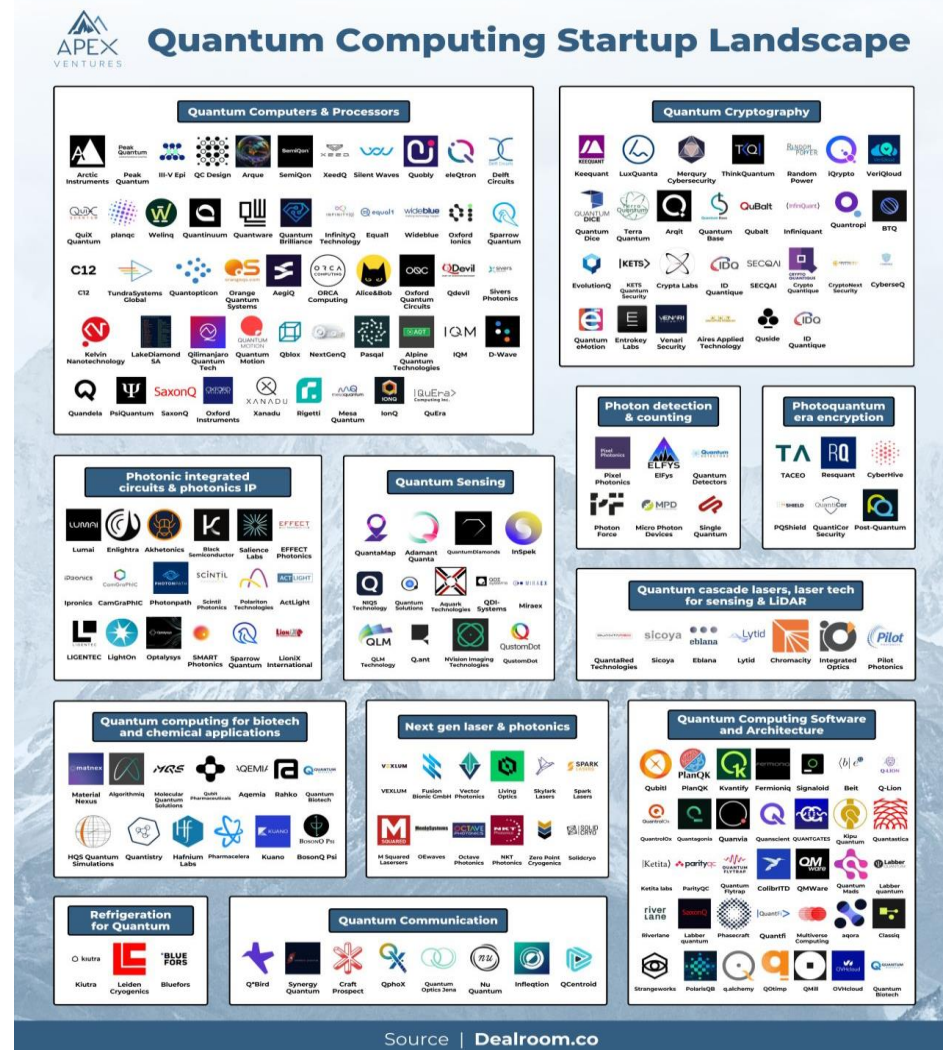 APEX
VENTURES
Quantum Computing Startup Landscape
Quantum Computers & Processors
Arctic Instruments
Peak Quantum
III-V Epi
QC Design
Arque
SemiQon
XeedQ
Silent Waves
Quobly
eleQtron
Delft Circuits
QuiX Quantum
planqc
Welinq
Quantinuum
Quantware
Quantum Brilliance
InfinityQ Technology
Equal1
Wideblue
Oxford Ionics
Sparrow Quantum
C12
TundraSystems Global
Quantopticon
Orange Quantum Systems
AegiQ
ORCA Computing
Alice&Bob
Oxford Quantum Circuits
Qdevil
Sivers Photonics
Kelvin Nanotechnology
LakeDiamond SA
Qilimanjaro Quantum Tech
Quantum Motion
Qblox
NextGenQ
Pasqal
Alpine Quantum Technologies
IQM
D-Wave
Quandela
PsiQuantum
SaxonQ
Oxford Instruments
Xanadu
Rigetti
Mesa Quantum
IonQ
QuEra
Quantum Cryptography
Keequant
LuxQuanta
Merqury Cybersecurity
ThinkQuantum
Random Power
IQrypto
VeriQloud
Quantum Dice
Terra Quantum
Arqit
Quantum Base
Qubalt
Infiniquant
Quantropi
BTQ
EvolutionQ
KETS Quantum Security
Crypta Labs
ID Quantique
SECQAI
Crypto Quantique
CryptoNext Security
CyberseQ
Quantum eMotion
Entrokey Labs
Venari Security
Aires Applied Technology
Quside
ID Quantique
Photon detection & counting
Pixel Photonics
Elfys
Quantum Detectors
Photon Force
Micro Photon Devices
Single Quantum
Photoquantum era encryption
TACEO
Resquant
CyberHive
PQShield
QuantiCor Security
Post-Quantum
Photonic integrated circuits & photonics IP
Lumai
Enlightra
Akhetonics
Black Semiconductor
Salience Labs
EFFECT Photonics
Ipronics
CamGraPhIC
Photonpath
Scintil Photonics
Polariton Technologies
ActLight
LIGENTEC
LightOn
Optalysys
SMART Photonics
Sparrow Quantum
LioniX International
Quantum Sensing
QuantaMap
Adamant Quanta
QuantumDiamonds
InSpek
NIQS Technology
Quantum Solutions
Aquark Technologies
QDI-Systems
Miraex
QLM Technology
Q.ant
NVision Imaging Technologies
QustomDot
Quantum cascade lasers, laser tech for sensing & LiDAR
QuantaRed Technologies
Sicoya
Eblana
Lytid
Chromacity
Integrated Optics
Pilot Photonics
Quantum computing for biotech and chemical applications
Material Nexus
Algorithmiq
Molecular Quantum Solutions
Qubit Pharmaceuticals
Aqemia
Rahko
Quantum Biotech
HQS Quantum Simulations
Quantistry
Hafnium Labs
Pharmacelera
Kuano
BosonQ Psi
Next gen laser & photonics
VEXLUM
Fusion Bionic GmbH
Vector Photonics
Living Optics
Skylark Lasers
Spark Lasers
M Squared Lasersers
OEwaves
Octave Photonics
NKT Photonics
Zero Point Cryogenics
Solidcryo
Quantum Computing Software and Architecture
Qubitl
PlanQK
Kvantify
Fermioniq
Signaloid
Beit
Q-Lion
QuantrolOx
Quantagonia
Quanvia
Quanscient
QUANTGATES
Kipu Quantum
Quantastica
Ketita labs
ParityQC
Quantum Flytrap
ColibriTD
QMWare
Quantum Mads
Labber quantum
Riverlane
Labber quantum
Phasecraft
Quantfi
Multiverse Computing
aqora
Classiq
Strangeworks
PolarisQB
q.alchemy
QOtimp
QMill
OVHcloud
Quantum Biotech
Refrigeration for Quantum
Kiutra
Leiden Cryogenics
Bluefors
Quantum Communication
Q*Bird
Synergy Quantum
Craft Prospect
QphoX
Quantum Optics Jena
Nu Quantum
Infleqtion
QCentroid
Source | Dealroom.co